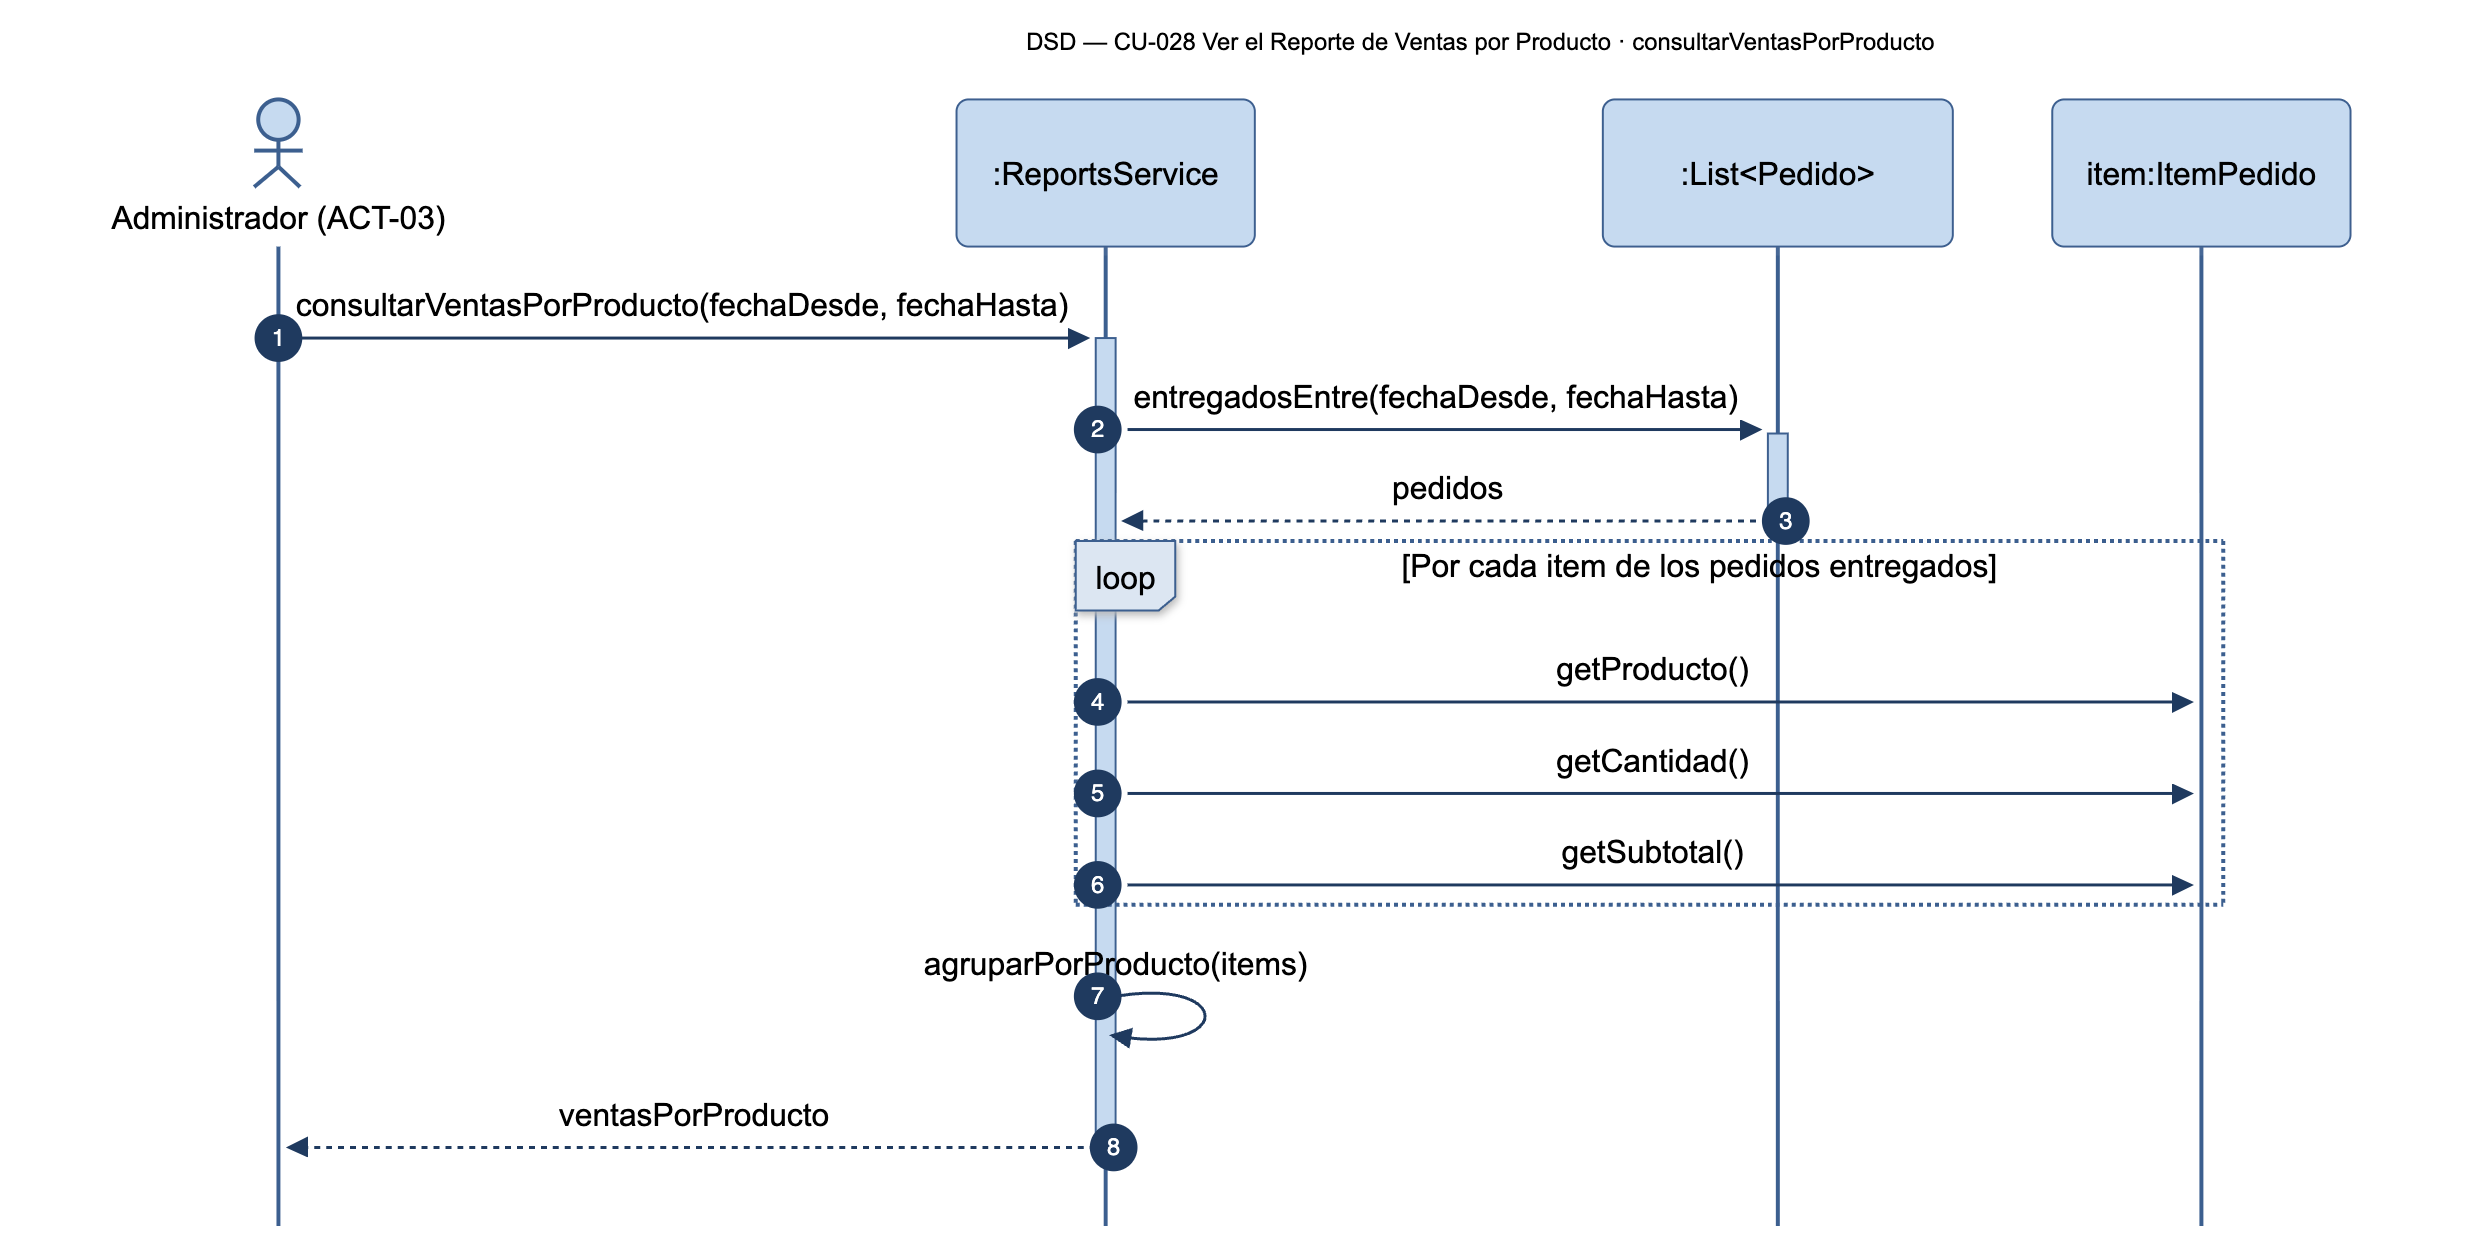 DSD — CU-028 Ver el Reporte de Ventas por Producto · consultarVentasPorProducto
Administrador (ACT-03)
:ReportsService
:List<Pedido>
item:ItemPedido
consultarVentasPorProducto(fechaDesde, fechaHasta)
1
entregadosEntre(fechaDesde, fechaHasta)
2
pedidos
3
loop
[Por cada item de los pedidos entregados]
getProducto()
4
getCantidad()
5
getSubtotal()
6
agruparPorProducto(items)
7
ventasPorProducto
8